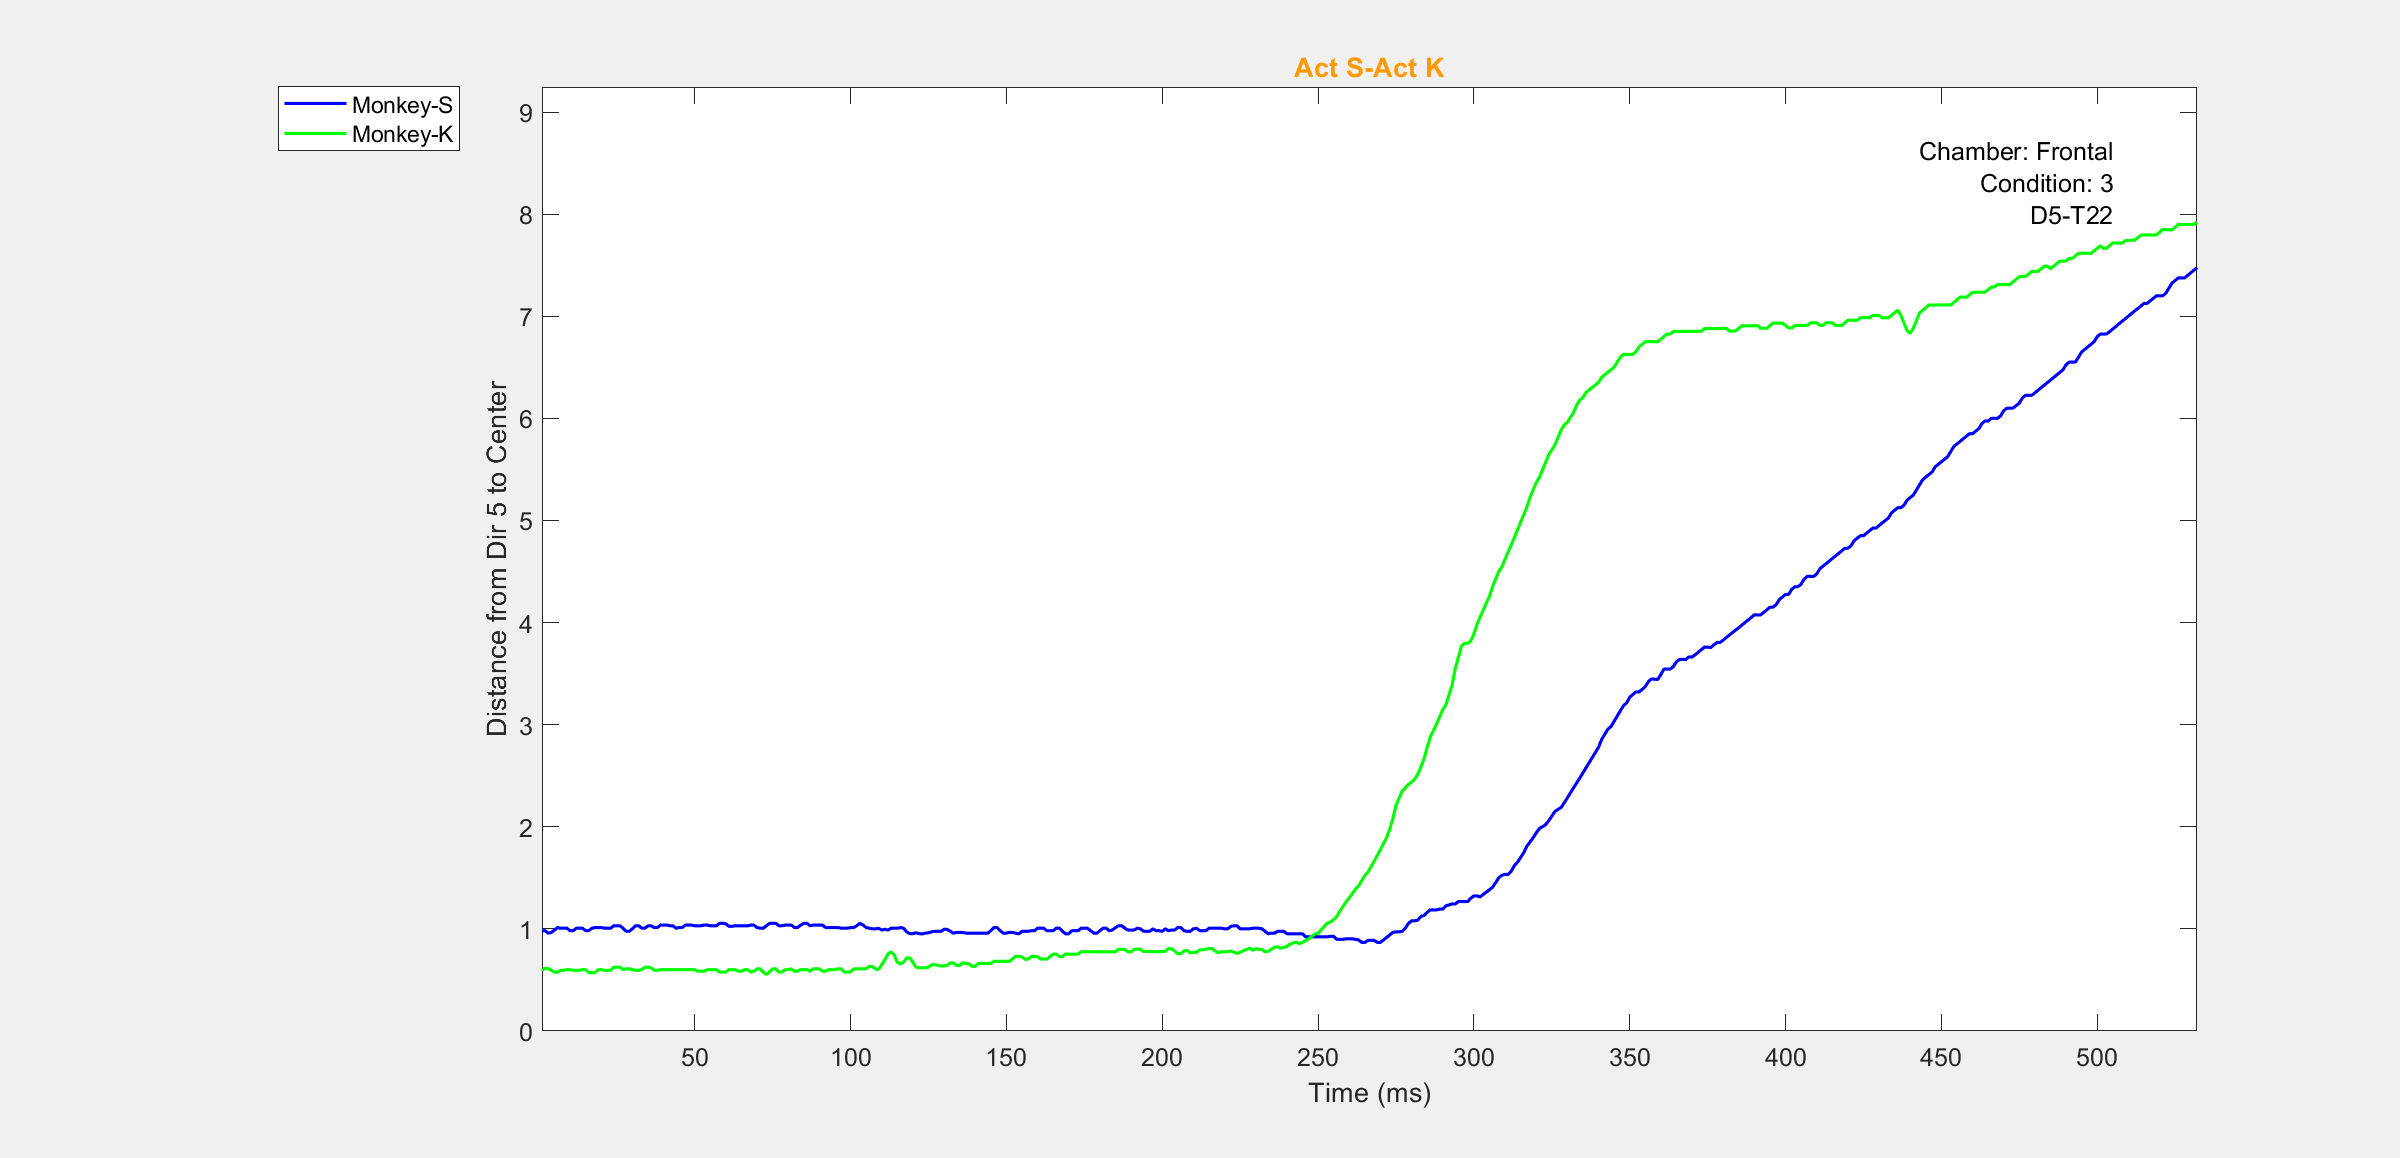 Act S-Act K
Monkey-S
Monkey-K
Chamber: Frontal
Condition: 3
D5-T22
Distance from Dir 5 to Center
9
8
7
6
5
4
3
2
1
0
50 100 150 200 250 300 350 400 450 500
Time (ms)